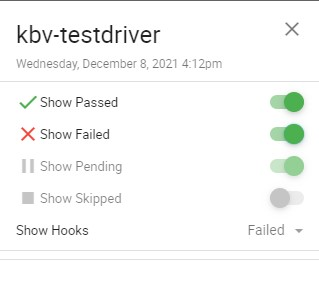 kbv-testdriver
Wednesday, December 8, 2021 4:12pm
Show Passed
Show Failed
Show Pending
Show Skipped
Show Hooks Failed